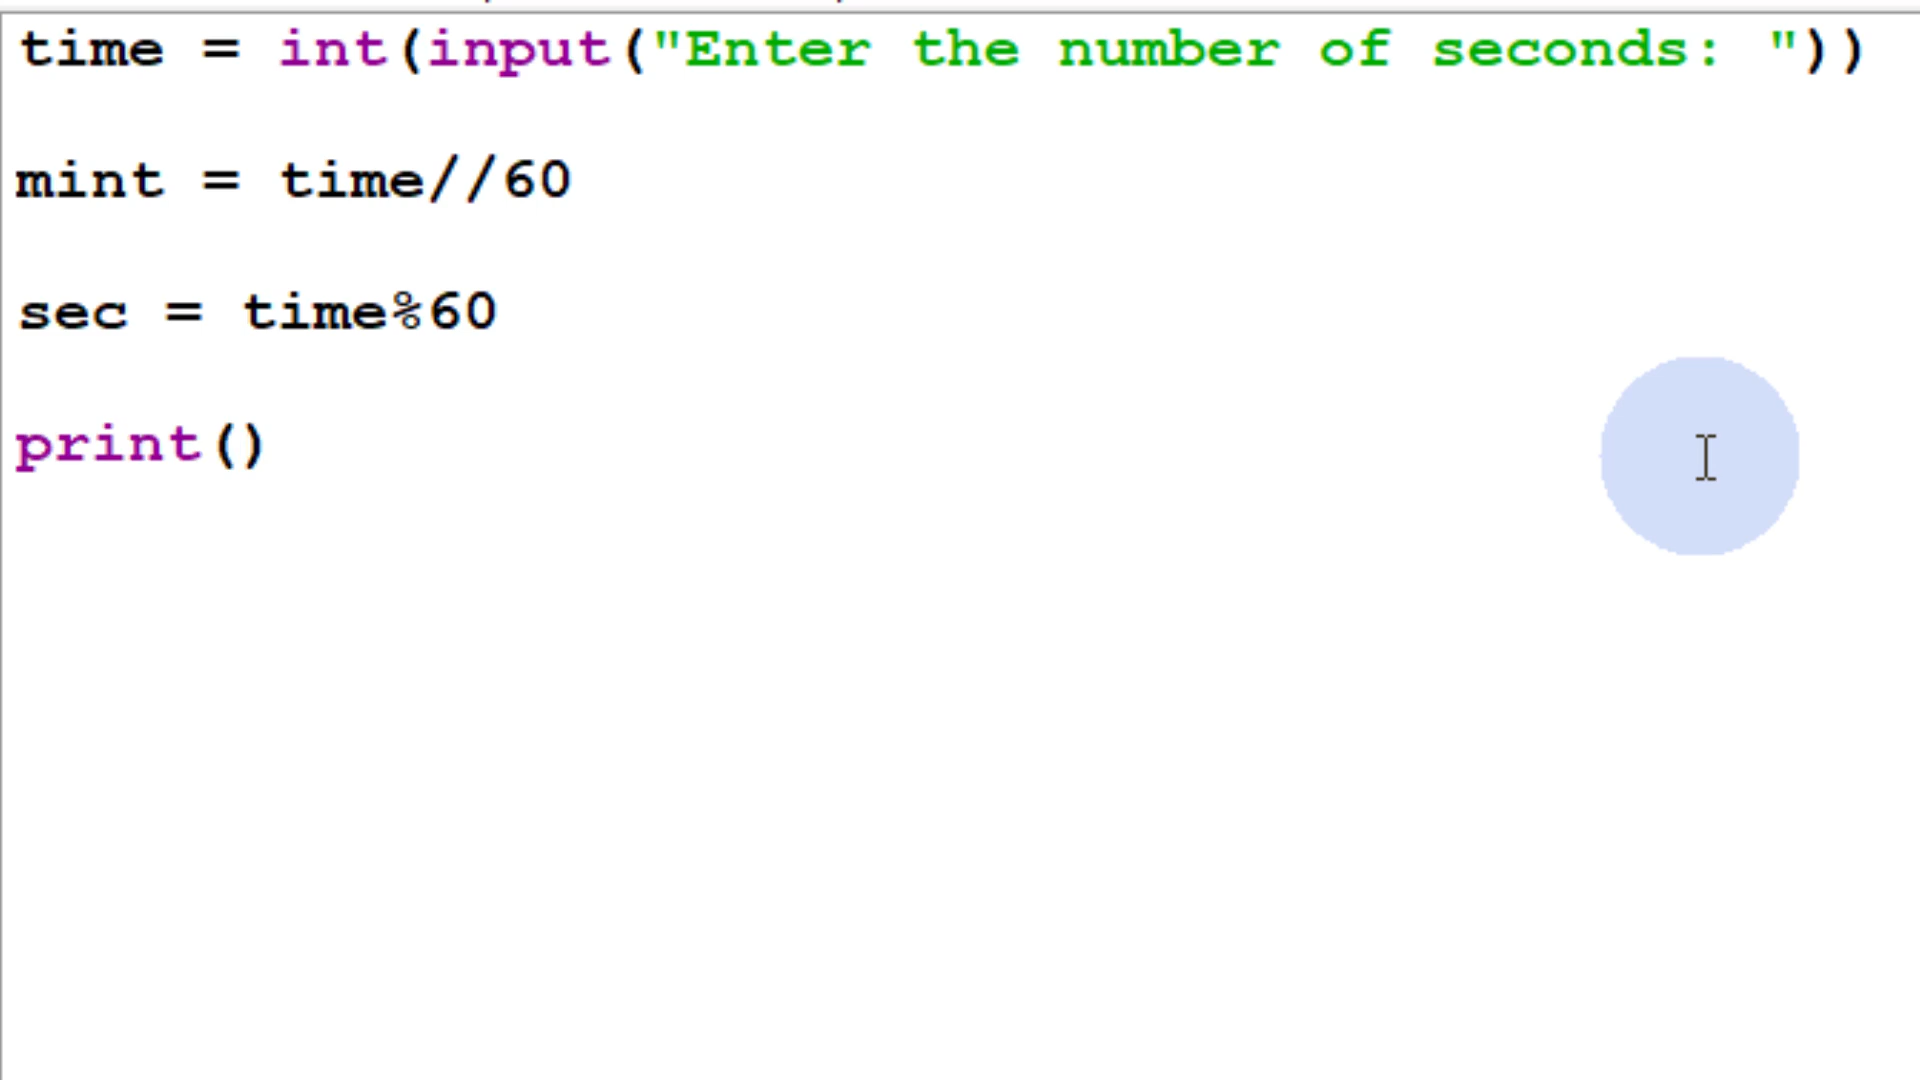 time = int(input("Enter the number of seconds: "))
mint = time//60
sec = time%60
print()